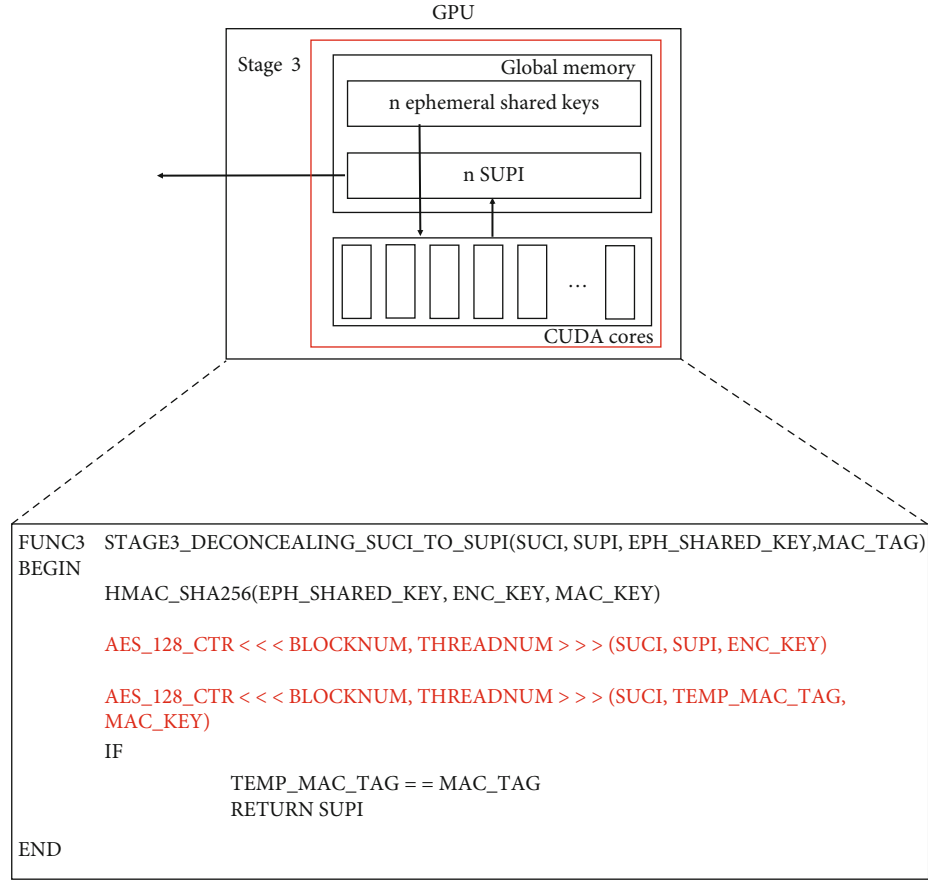 GPU
Stage 3
Global memory
n ephemeral shared keys
n SUPI
...
CUDA cores
FUNC3 STAGE3_DECONCEALING_SUCI_TO_SUPI(SUCI, SUPI, EPH_SHARED_KEY,MAC_TAG)
BEGIN
HMAC_SHA256(EPH_SHARED_KEY, ENC_KEY, MAC_KEY)
AES_128_CTR < < < BLOCKNUM, THREADNUM > > > (SUCI, SUPI, ENC_KEY)
AES_128_CTR < < < BLOCKNUM, THREADNUM > > > (SUCI, TEMP_MAC_TAG,
MAC_KEY)
IF
TEMP_MAC_TAG = = MAC_TAG
RETURN SUPI
END